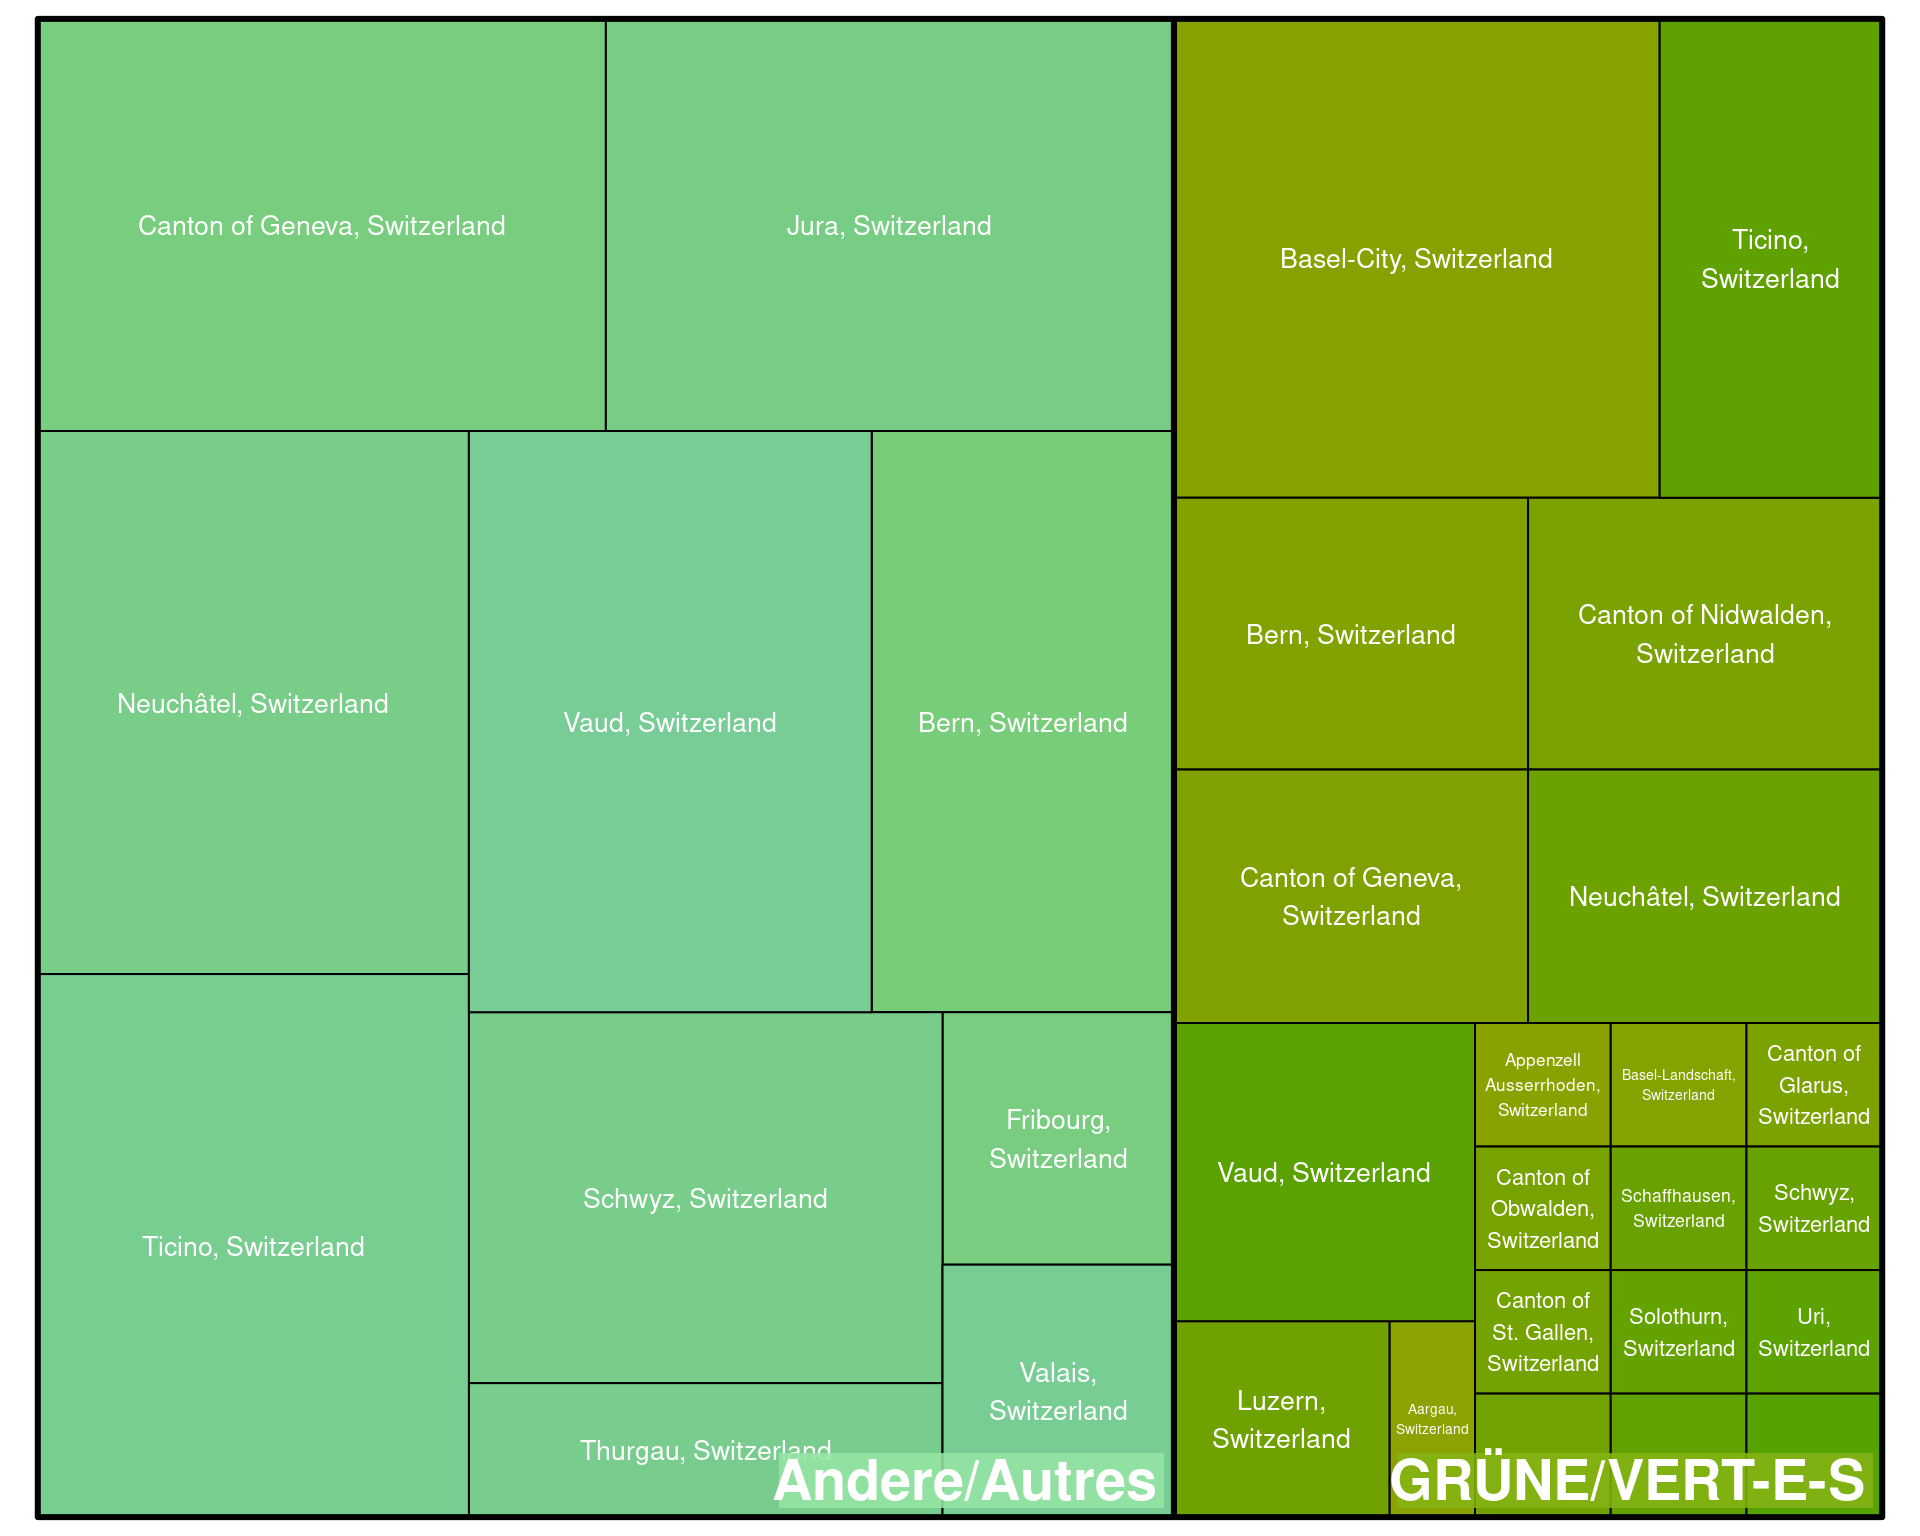 Canton of Geneva, Switzerland
Jura, Switzerland
Neuchâtel, Switzerland
Vaud, Switzerland
Bern, Switzerland
Ticino, Switzerland
Schwyz, Switzerland
Fribourg,
Switzerland
Valais,
Switzerland
Thurgau, Switzerland
Andere/Autres
Basel-City, Switzerland
Ticino,
Switzerland
Bern, Switzerland
Canton of Nidwalden,
Switzerland
Canton of Geneva,
Switzerland
Neuchâtel, Switzerland
Vaud, Switzerland
Appenzell
Ausserrhoden,
Switzerland
Basel-Landschaft,
Switzerland
Canton of
Glarus,
Switzerland
Canton of
Obwalden,
Switzerland
Schaffhausen,
Switzerland
Schwyz,
Switzerland
Canton of
St. Gallen,
Switzerland
Solothurn,
Switzerland
Uri,
Switzerland
Luzern,
Switzerland
Aargau,
Switzerland
GRÜNE/VERT-E-S